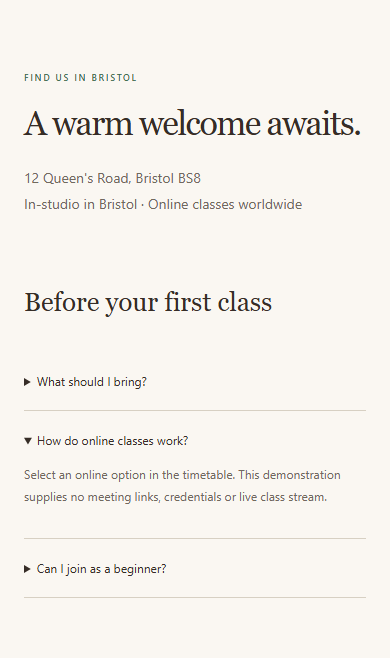 FIND US IN BRISTOL
A warm welcome awaits.
12 Queen's Road, Bristol BS8
In-studio in Bristol · Online classes worldwide
Before your first class
What should I bring?
How do online classes work?
Select an online option in the timetable. This demonstration
supplies no meeting links, credentials or live class stream.
Can I join as a beginner?